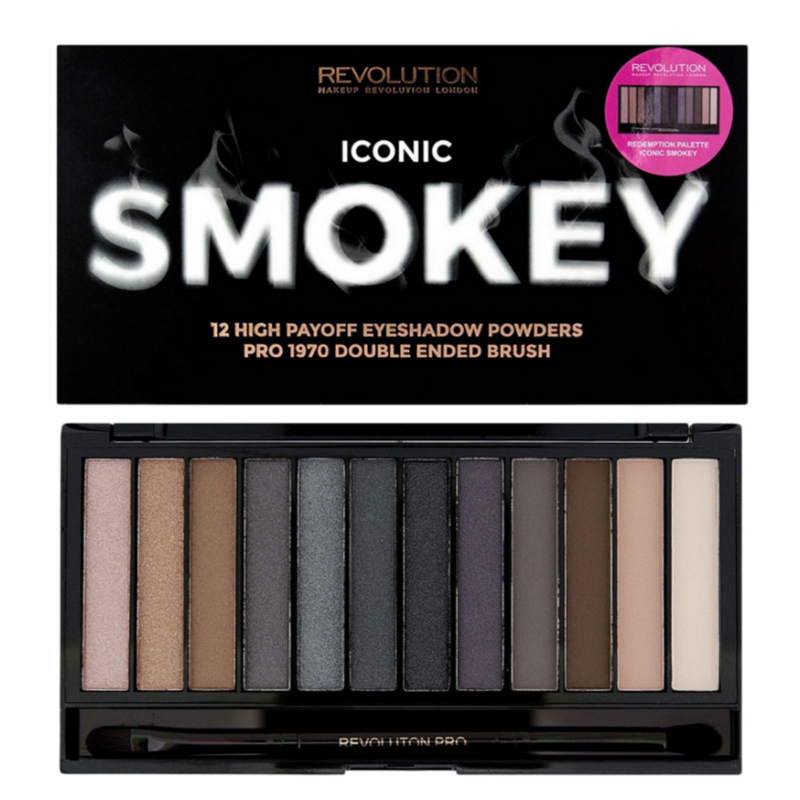 REVOLUTION
MAKEUP REVOLUTION LONDON
ICONIC
SMOKEY
12 HIGH PAYOFF EYESHADOW POWDERS
PRO 1970 DOUBLE ENDED BRUSH
REVOLUTION
MAKEUP REVOLUTION LONDON
REDEMPTION PALETTE
ICONIC SMOKEY
REVOLUTON PRO